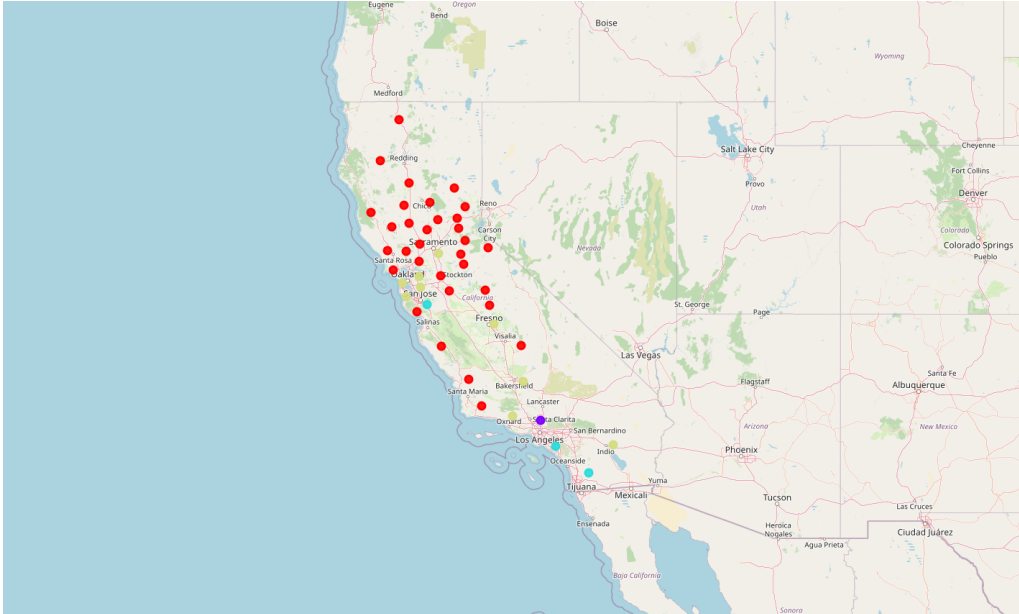 Eugene
Oregon
Bend
Boise
Wyoming
Medford
Salt Lake City
Cheyenne
Redding
Fort Collins
Provo
Denver
Chico
Reno
Utah
Carson
City
Colorado
Sacramento
Nevada
Colorado Springs
Santa Rosa
Pueblo
Oakland
Stockton
San Jose
California
St. George
Page
Salinas
Fresno
Visalia
Las Vegas
Santa Fe
Bakersfield
Flagstaff
Albuquerque
Santa Maria
Lancaster
Oxnard
Santa Clarita
Arizona
New Mexico
San Bernardino
Los Angeles
Indio
Phoenix
Oceanside
Yuma
Tijuana
Mexicali
Tucson
Las Cruces
Ensenada
Heroica
Nogales
Ciudad Juárez
Agua Prieta
Baja California
Sonora